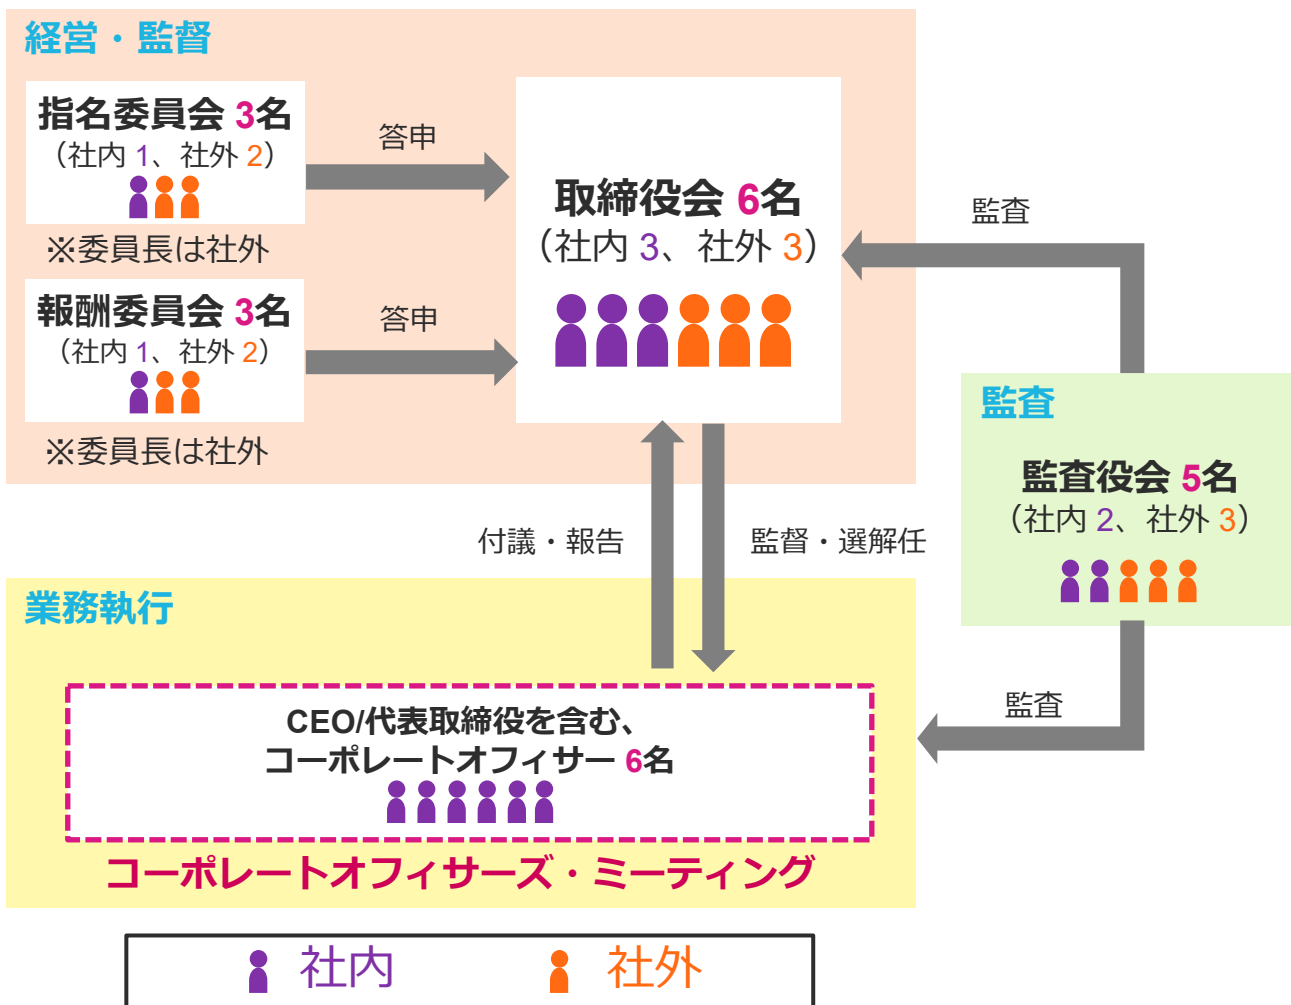 経営・監督
指名委員会 3名
（社内 1、社外 2）
※委員長は社外
答申
報酬委員会 3名
（社内 1、社外 2）
※委員長は社外
答申
取締役会 6名
（社内 3、社外 3）
監査
監査
監査役会 5名
（社内 2、社外 3）
付議・報告
監督・選解任
業務執行
CEO/代表取締役を含む、
コーポレートオフィサー 6名
コーポレートオフィサーズ・ミーティング
監査
社内
社外